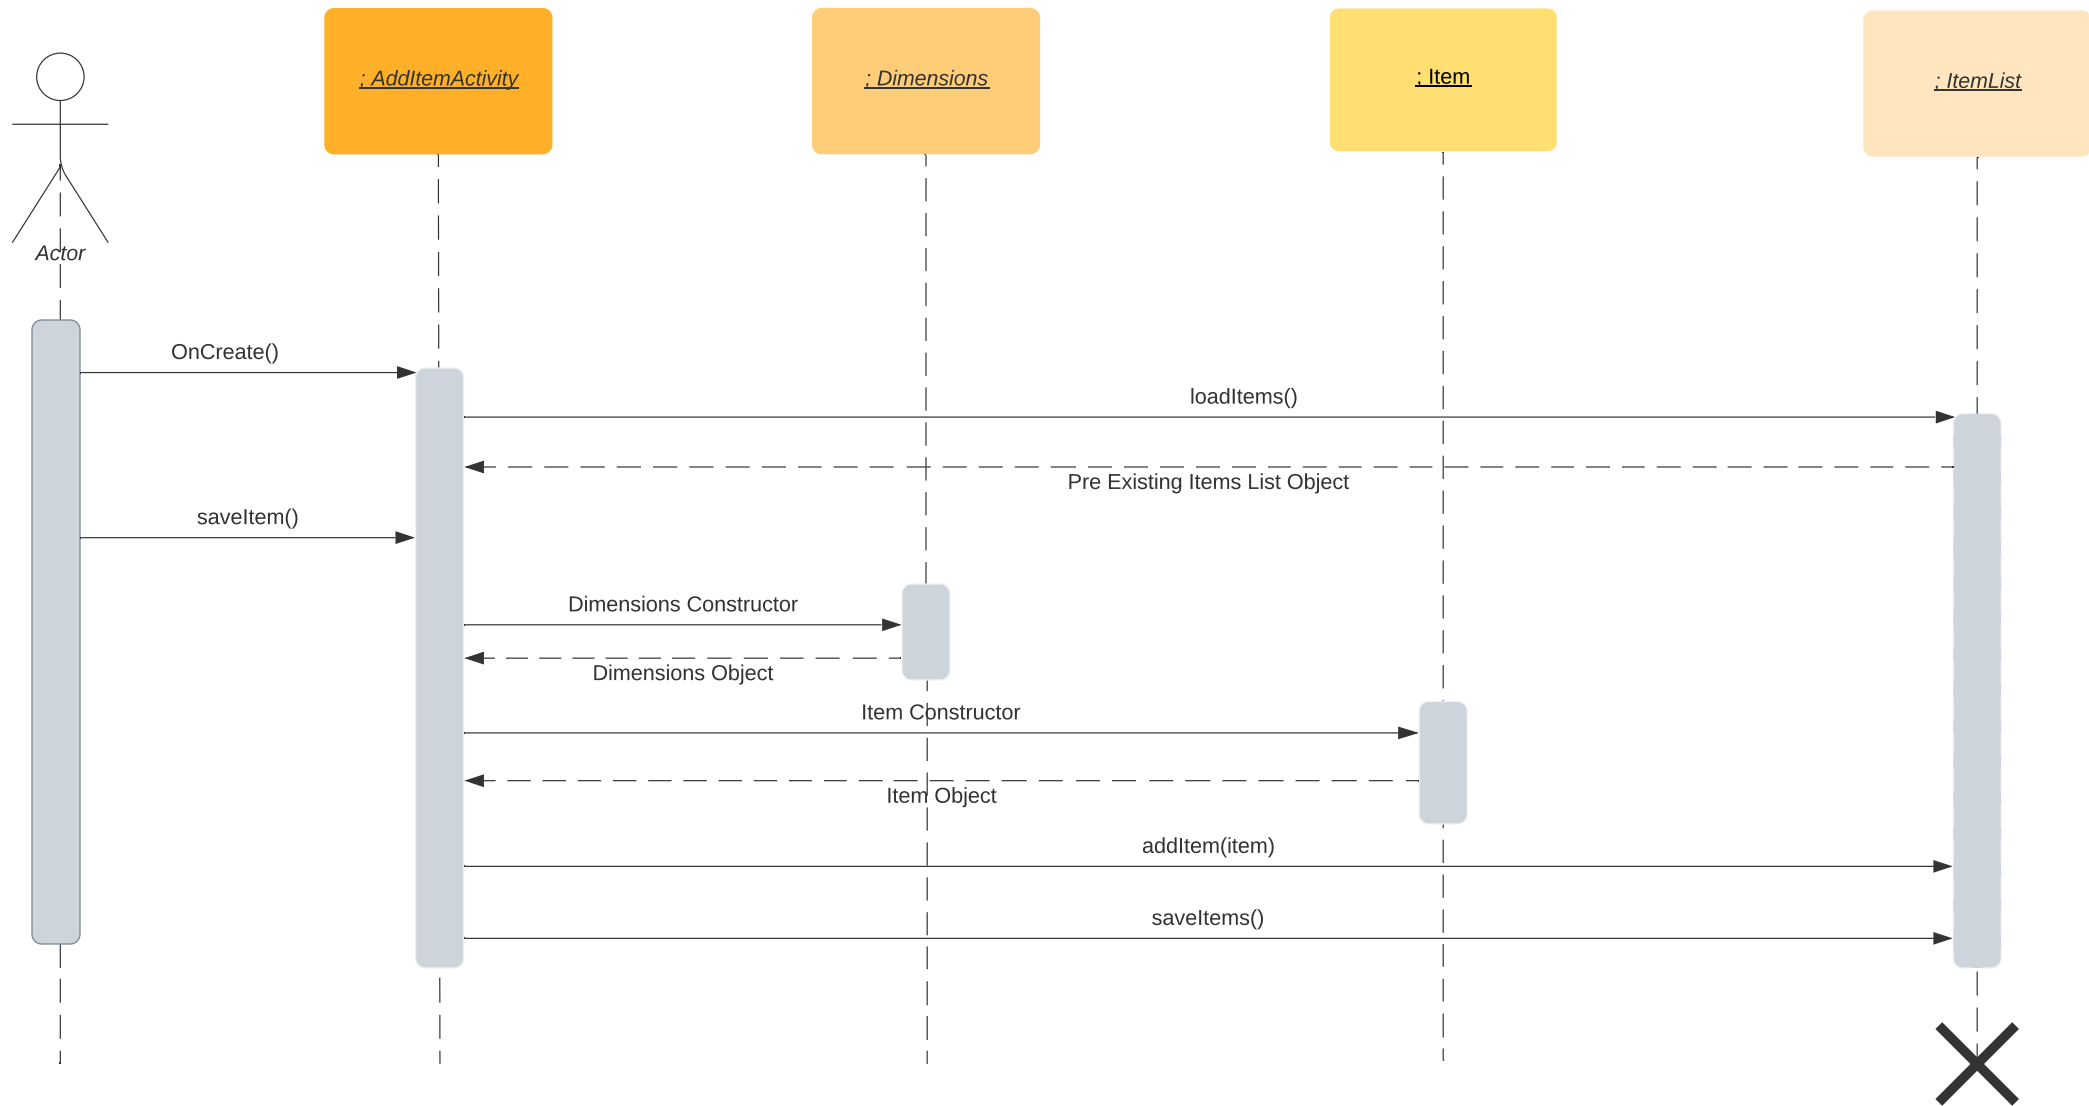 ; AddItemActivity
; Dimensions
; Item
; ItemList
Actor
OnCreate()
loadItems()
Pre Existing Items List Object
saveItem()
Dimensions Constructor
Dimensions Object
Item Constructor
Item Object
addItem(item)
saveItems()